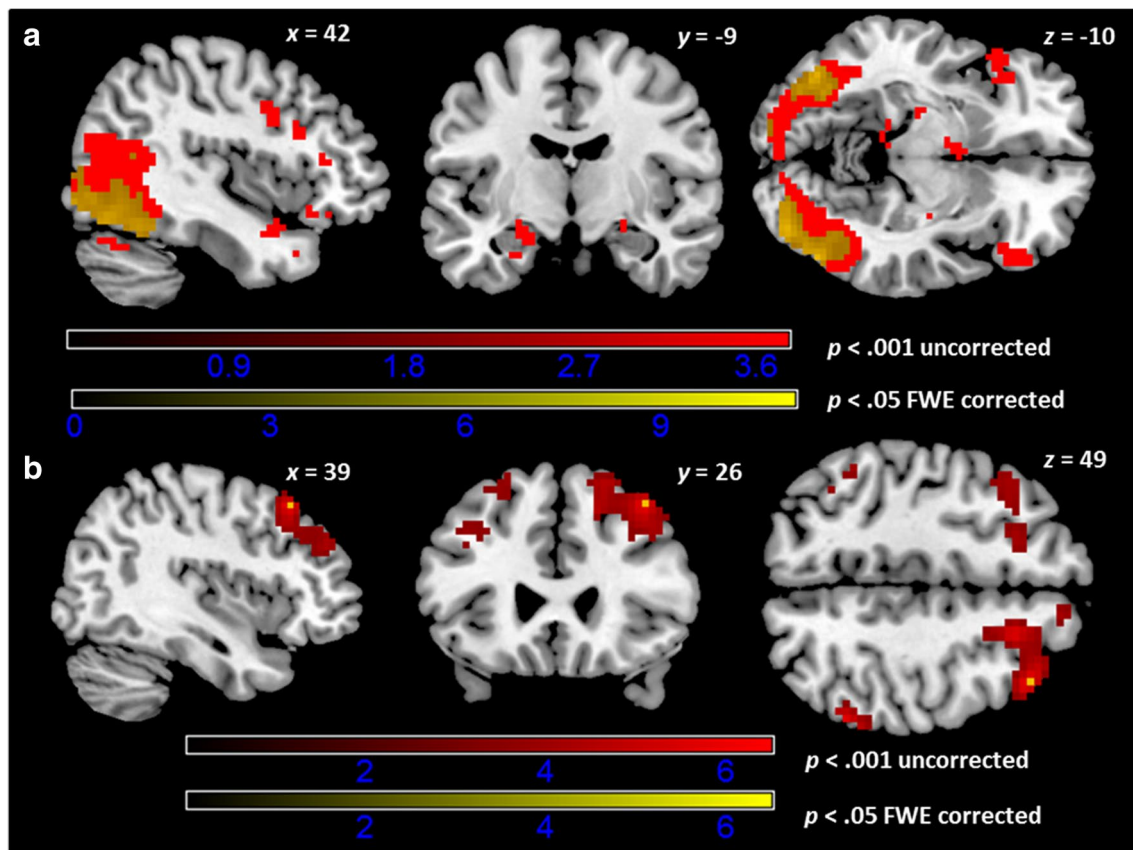 a
x = 42
y = -9
z = -10
0.9 1.8 2.7 3.6
p < .001 uncorrected
0 3 6 9
p < .05 FWE corrected
b
x = 39
y = 26
z = 49
2 4 6
p < .001 uncorrected
2 4 6
p < .05 FWE corrected